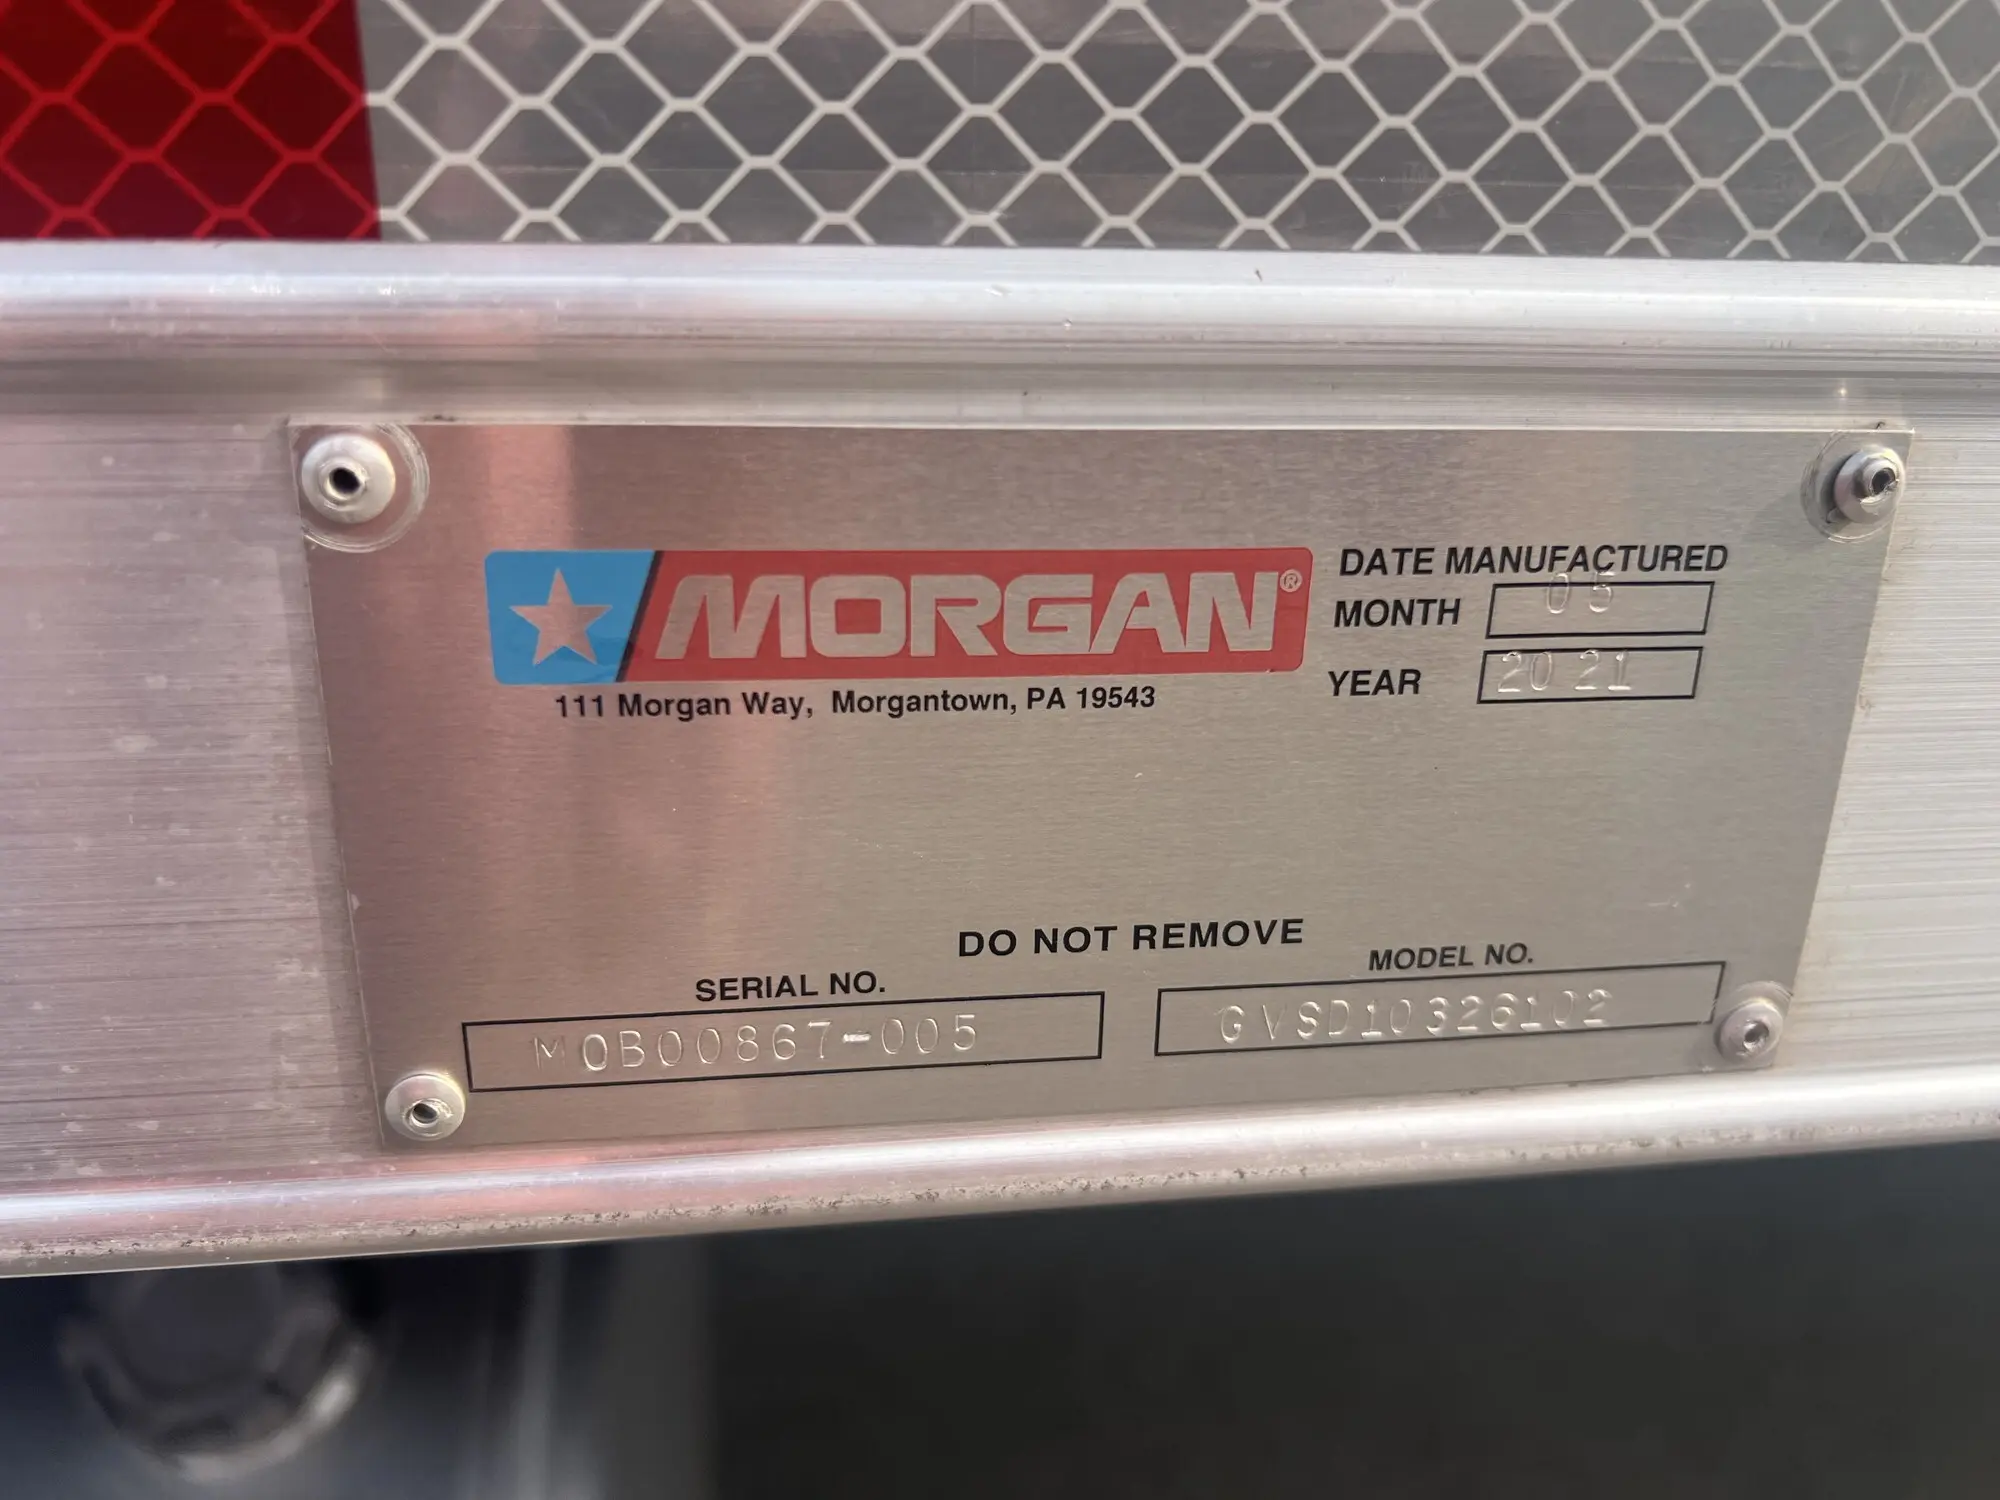 MORGAN®
111 Morgan Way, Morgantown, PA 19543
DATE MANUFACTURED
MONTH 05
YEAR 2021
DO NOT REMOVE
SERIAL NO.
M0B00867-005
MODEL NO.
GVSD10326102